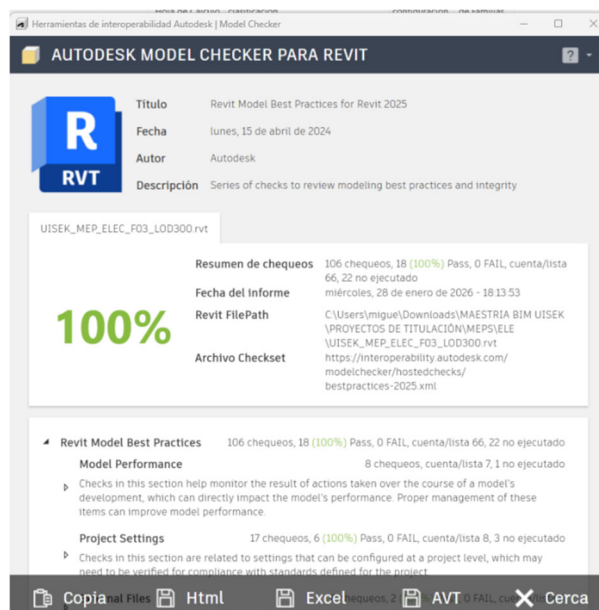 Herramientas de interoperabilidad Autodesk | Model Checker
AUTODESK MODEL CHECKER PARA REVIT
?
R
RVT
Título Revit Model Best Practices for Revit 2025
Fecha lunes, 15 de abril de 2024
Autor Autodesk
Descripción Series of checks to review modeling best practices and integrity
UISEK_MEP_ELEC_F03_LOD300.rvt
100%
Resumen de chequeos 106 chequeos, 18 (100%) Pass, 0 FAIL, cuenta/lista
66, 22 no ejecutado
Fecha del informe miércoles, 28 de enero de 2026 - 18:13:53
Revit FilePath C:\Users\migue\Downloads\MAESTRIA BIM UISEK
\PROYECTOS DE TITULACIÓN\MEPS\ELE
\UISEK_MEP_ELEC_F03_LOD300.rvt
Archivo Checkset https://interoperability.autodesk.com/
modelchecker/hostedchecks/
bestpractices-2025.xml
Revit Model Best Practices 106 chequeos, 18 (100%) Pass, 0 FAIL, cuenta/lista 66, 22 no ejecutado
Model Performance 8 chequeos, cuenta/lista 7, 1 no ejecutado
Checks in this section help monitor the result of actions taken over the course of a model's
development, which can directly impact the model's performance. Proper management of these
items can improve model performance.
Project Settings 17 chequeos, 6 (100%) Pass, 0 FAIL, cuenta/lista 8, 3 no ejecutado
Checks in this section are related to settings that can be configured at a project level, which may
need to be verified for compliance with standards defined for the project.
Copia Html Excel AVT Cerca